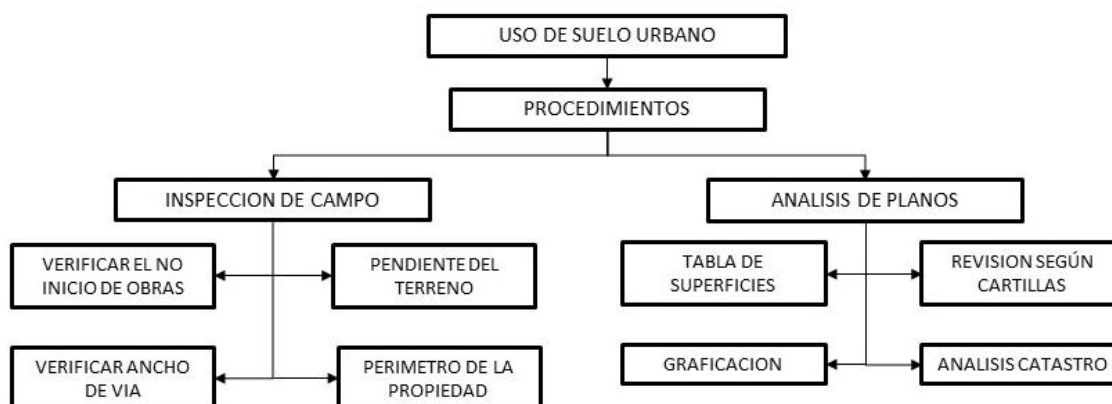 USO DE SUELO URBANO
PROCEDIMIENTOS
INSPECCION DE CAMPO
ANALISIS DE PLANOS
VERIFICAR EL NO
INICIO DE OBRAS
PENDIENTE DEL
TERRENO
TABLA DE
SUPERFICIES
REVISION SEGÚN
CARTILLAS
VERIFICAR ANCHO
DE VIA
PERIMETRO DE LA
PROPIEDAD
GRAFICACION
ANALISIS CATASTRO